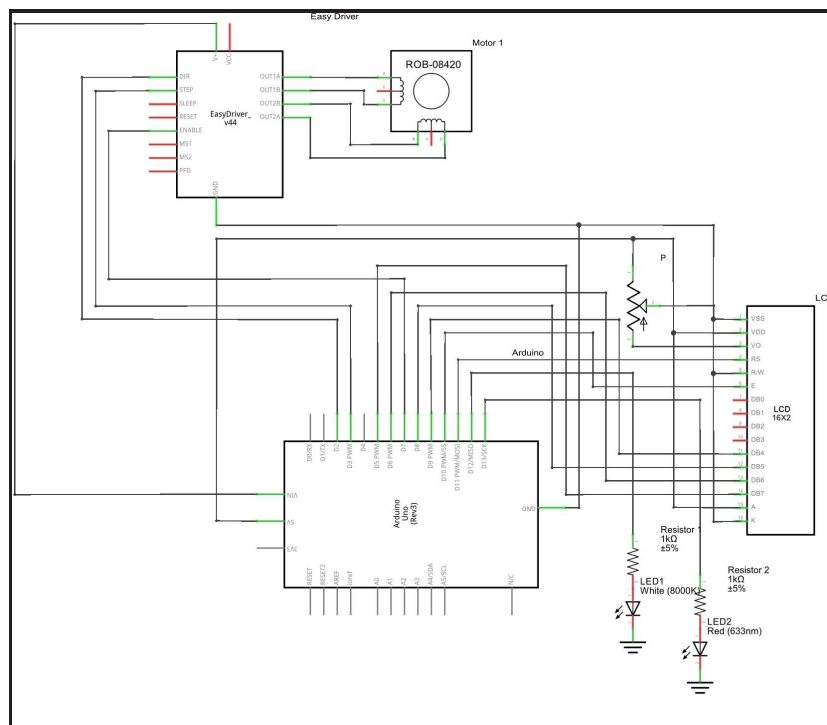 Easy Driver
V+
VCC
DIR
STEP
SLEEP
RESET
ENABLE
MS1
MS2
PFD
EasyDriver_
v44
OUT1A
OUT1B
OUT2B
OUT2A
GND
Motor 1
ROB-08420
P
LC
VSS
VDD
VO
RS
R/W
E
DB0
DB1
DB2
DB3
DB4
DB5
DB6
DB7
A
K
LCD
16X2
Arduino
D0/RX
D1/TX
D2
D3 PWM
D4
D5 PWM
D6 PWM
D7
D8
D9 PWM
D10 PWM/SS
D11 PWM/MOSI
D12/MISO
D13/SCK
VIN
5V
3V3
Arduino
Uno
(Rev3)
GND
RESET
RESET2
AREF
ioref
A0
A1
A2
A3
A4/SDA
A5/SCL
N/C
Resistor 1
1kΩ
±5%
LED1
White (8000K)
Resistor 2
1kΩ
±5%
LED2
Red (633nm)